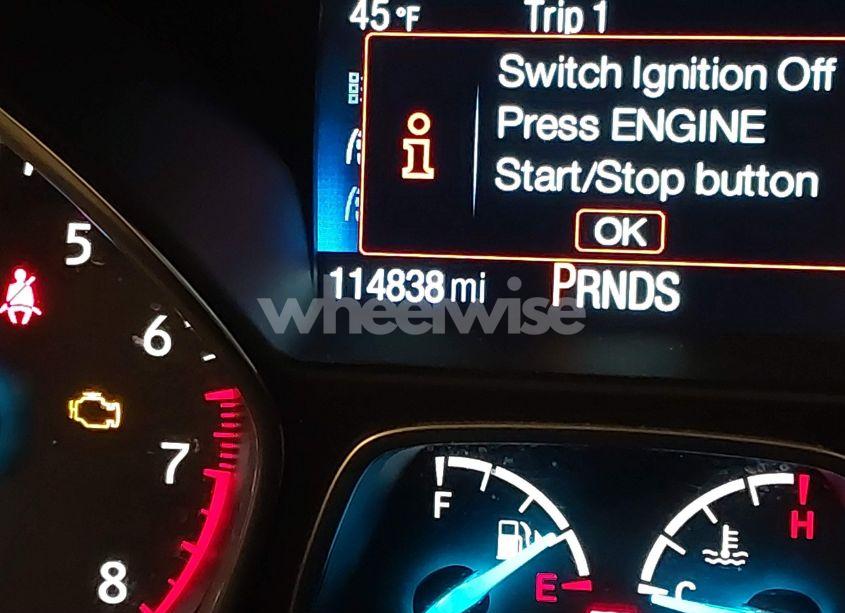 45 °F Trip 1
Switch Ignition Off
Press ENGINE
Start/Stop button
OK
114838 mi PRNDS
wheelwise
5
6
7
8
F
E
H
C